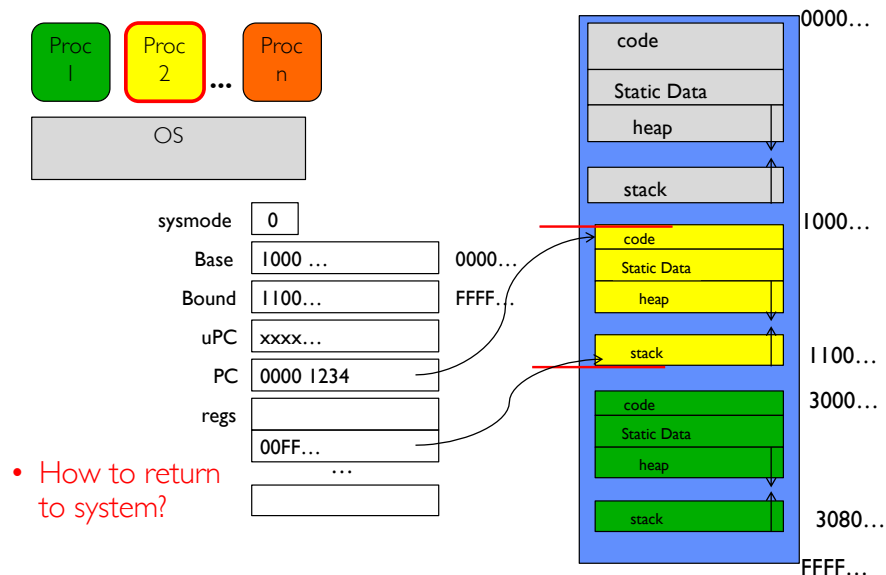 Proc
1
Proc
2
...
Proc
n
OS
sysmode 0
Base 1000 ... 0000...
Bound 1100... FFFF...
uPC xxxx...
PC 0000 1234
regs
00FF...
...
• How to return
to system?
0000...
code
Static Data
heap
stack
1000...
code
Static Data
heap
stack
1100...
3000...
code
Static Data
heap
stack
3080...
FFFF...